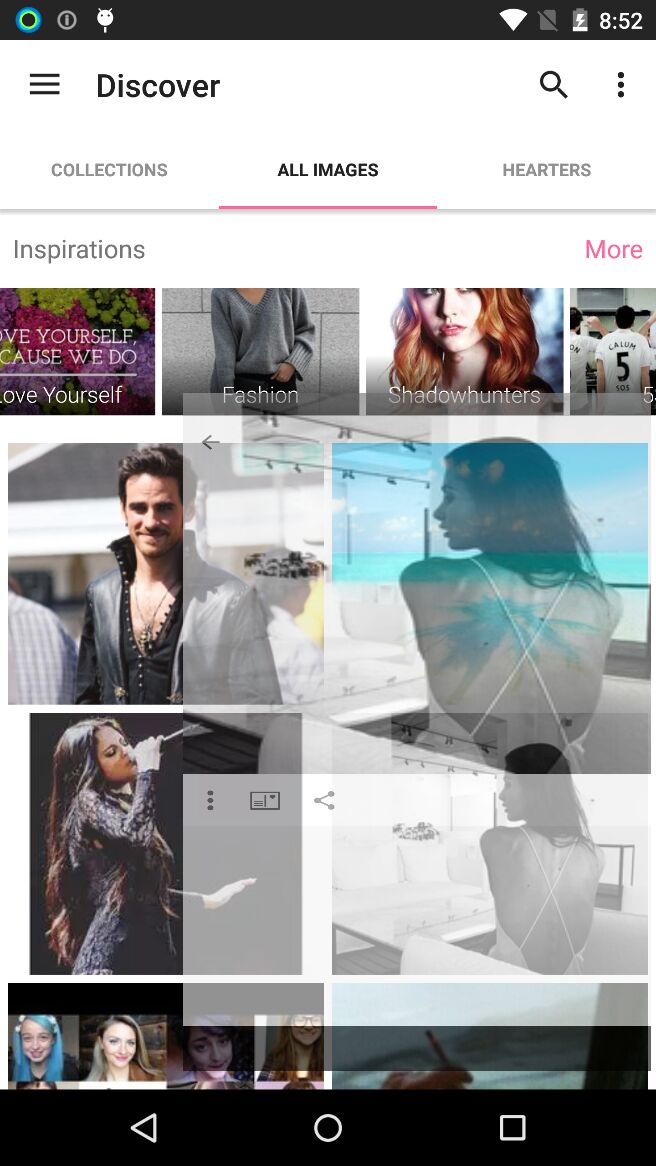 8:52
Discover
COLLECTIONS
ALL IMAGES
HEARTERS
Inspirations
More
OVE YOURSELF,
CAUSE WE DO
Love Yourself
Fashion
Shadowhunters
ON
CALUM
5
SOS
5